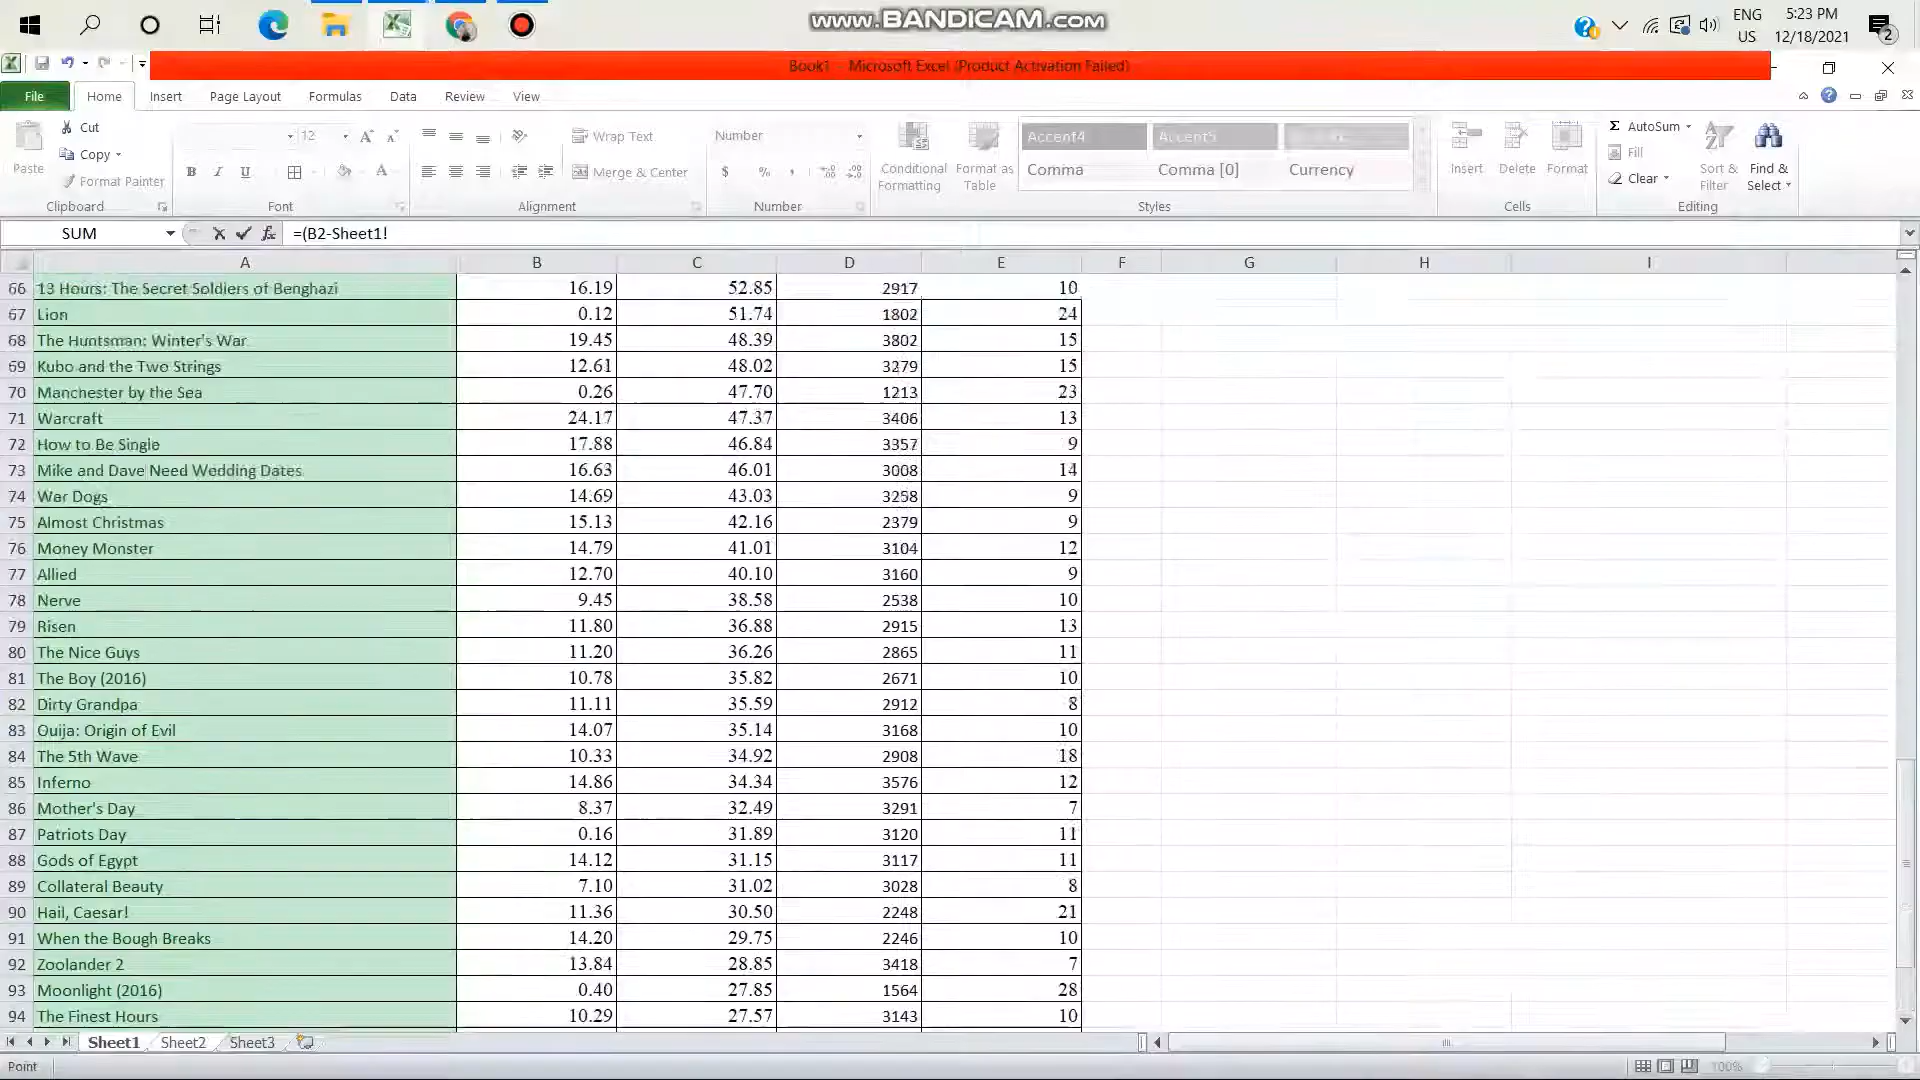 www.BANDICAM.com
ENG
US
5:23 PM
12/18/2021
2
Book1 - Microsoft Excel (Product Activation Failed)
File Home Insert Page Layout Formulas Data Review View
Paste
Cut
Copy
Format Painter
Clipboard
12
B I U
Font
Wrap Text
Merge & Center
Alignment
Number
$ % ,
Number
Conditional Formatting
Format as Table
Accent4 Accent5
Comma Comma [0] Currency
Styles
Insert Delete Format
Cells
AutoSum
Fill
Clear
Sort & Filter
Find & Select
Editing
SUM =(B2-Sheet1!
A B C D E F G H I
66 13 Hours: The Secret Soldiers of Benghazi 16.19 52.85 2917 10
67 Lion 0.12 51.74 1802 24
68 The Huntsman: Winter's War 19.45 48.39 3802 15
69 Kubo and the Two Strings 12.61 48.02 3279 15
70 Manchester by the Sea 0.26 47.70 1213 23
71 Warcraft 24.17 47.37 3406 13
72 How to Be Single 17.88 46.84 3357 9
73 Mike and Dave Need Wedding Dates 16.63 46.01 3008 14
74 War Dogs 14.69 43.03 3258 9
75 Almost Christmas 15.13 42.16 2379 9
76 Money Monster 14.79 41.01 3104 12
77 Allied 12.70 40.10 3160 9
78 Nerve 9.45 38.58 2538 10
79 Risen 11.80 36.88 2915 13
80 The Nice Guys 11.20 36.26 2865 11
81 The Boy (2016) 10.78 35.82 2671 10
82 Dirty Grandpa 11.11 35.59 2912 8
83 Ouija: Origin of Evil 14.07 35.14 3168 10
84 The 5th Wave 10.33 34.92 2908 18
85 Inferno 14.86 34.34 3576 12
86 Mother's Day 8.37 32.49 3291 7
87 Patriots Day 0.16 31.89 3120 11
88 Gods of Egypt 14.12 31.15 3117 11
89 Collateral Beauty 7.10 31.02 3028 8
90 Hail, Caesar! 11.36 30.50 2248 21
91 When the Bough Breaks 14.20 29.75 2246 10
92 Zoolander 2 13.84 28.85 3418 7
93 Moonlight (2016) 0.40 27.85 1564 28
94 The Finest Hours 10.29 27.57 3143 10
Sheet1 Sheet2 Sheet3
Point 100%